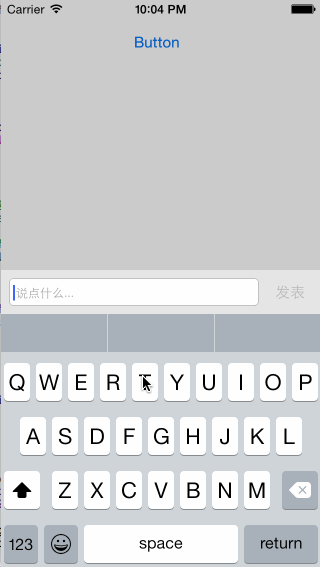 Carrier 10:04 PM
Button
说点什么... 发表
Q W E R T Y U I O P
A S D F G H J K L
Z X C V B N M
123 space return